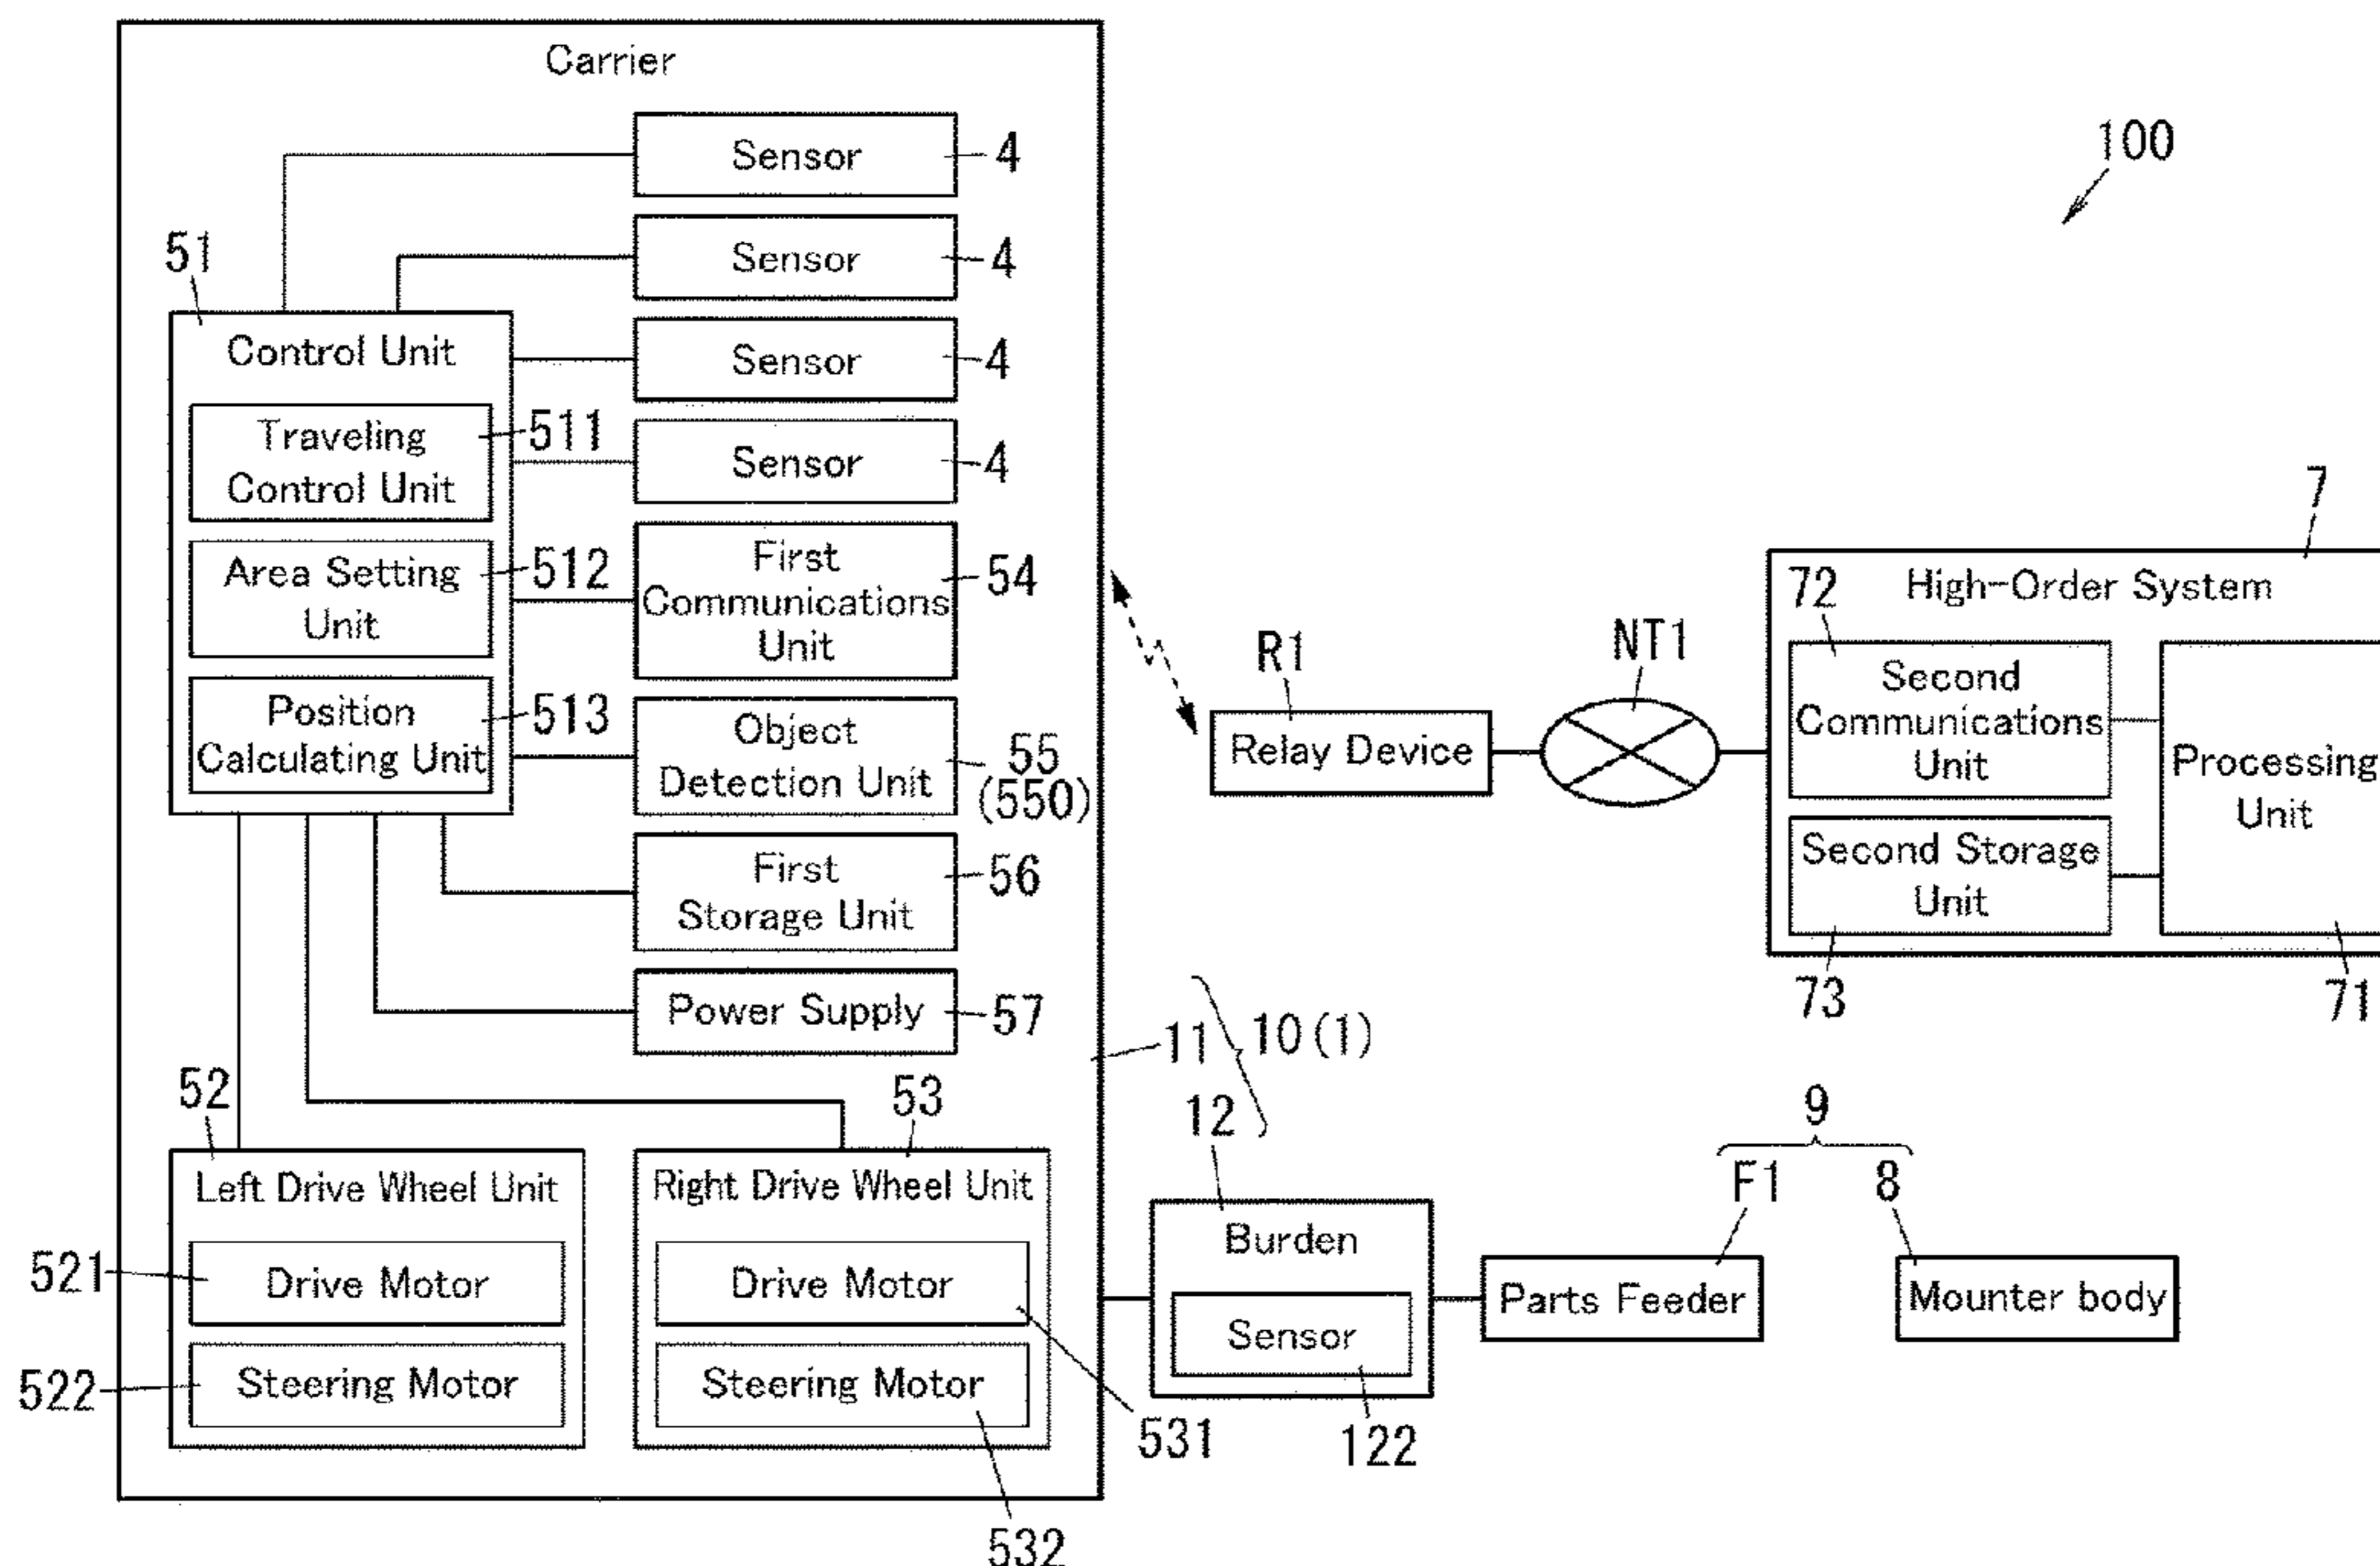 Carrier
Sensor
4
Sensor
4
Sensor
4
Sensor
4
100
51
Control Unit
Traveling
Control Unit
511
Area Setting
Unit
512
Position
Calculating Unit
513
First
Communications
Unit
54
Object
Detection Unit
55
(550)
First
Storage Unit
56
Power Supply
57
52
Left Drive Wheel Unit
521
Drive Motor
522
Steering Motor
53
Right Drive Wheel Unit
Drive Motor
531
Steering Motor
532
R1
Relay Device
NT1
7
High-Order System
72
Second
Communications
Unit
Second Storage
Unit
73
Processing
Unit
71
11
10(1)
12
Burden
Sensor
122
9
F1
8
Parts Feeder
Mounter body